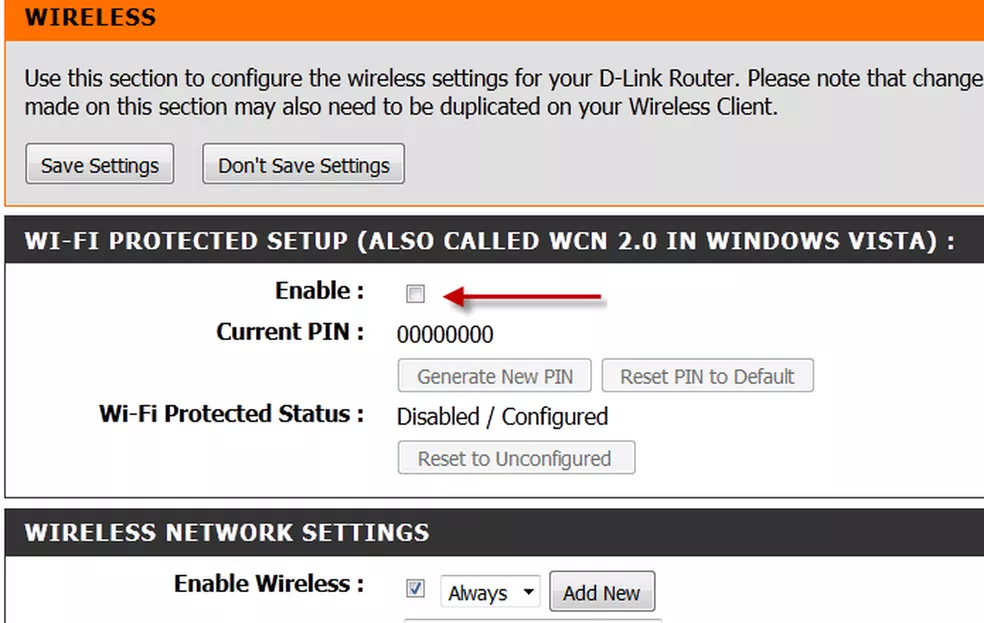 WIRELESS
Use this section to configure the wireless settings for your D-Link Router. Please note that change
made on this section may also need to be duplicated on your Wireless Client.
Save Settings Don't Save Settings
WI-FI PROTECTED SETUP (ALSO CALLED WCN 2.0 IN WINDOWS VISTA) :
Enable :
Current PIN : 00000000
Generate New PIN Reset PIN to Default
Wi-Fi Protected Status : Disabled / Configured
Reset to Unconfigured
WIRELESS NETWORK SETTINGS
Enable Wireless : Always Add New